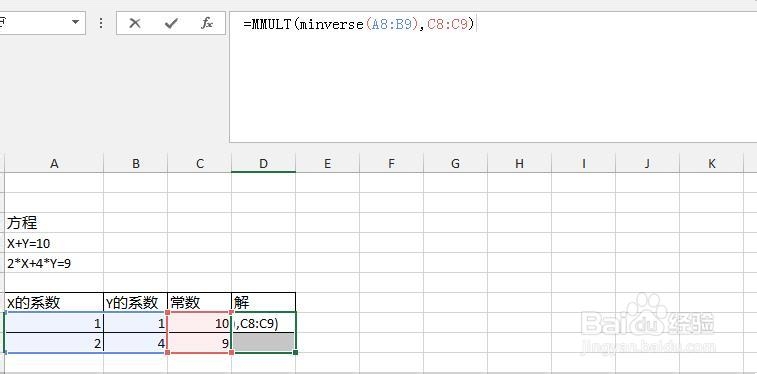 F
fx
=MMULT(minverse(A8:B9),C8:C9)
A B C D E F G H I J K
方程
X+Y=10
2*X+4*Y=9
X的系数 Y的系数 常数 解
1 1 10 ),C8:C9)
2 4 9
Baidu经验
jingyan.baidu.com